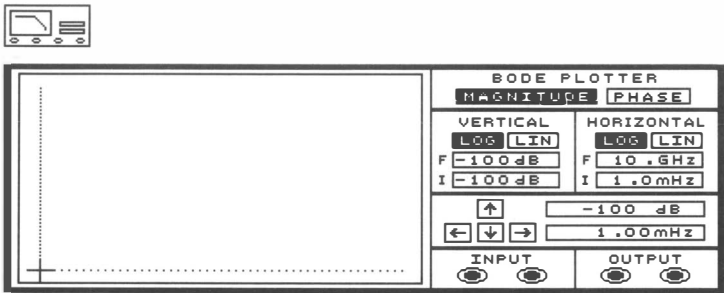 BODE PLOTTER
MAGNITUDE PHASE
VERTICAL HORIZONTAL
LOG LIN LOG LIN
F -100dB F 10.GHz
I -100dB I 1.0mHz
↑ -100 dB
← ↓ → 1.00mHz
INPUT OUTPUT